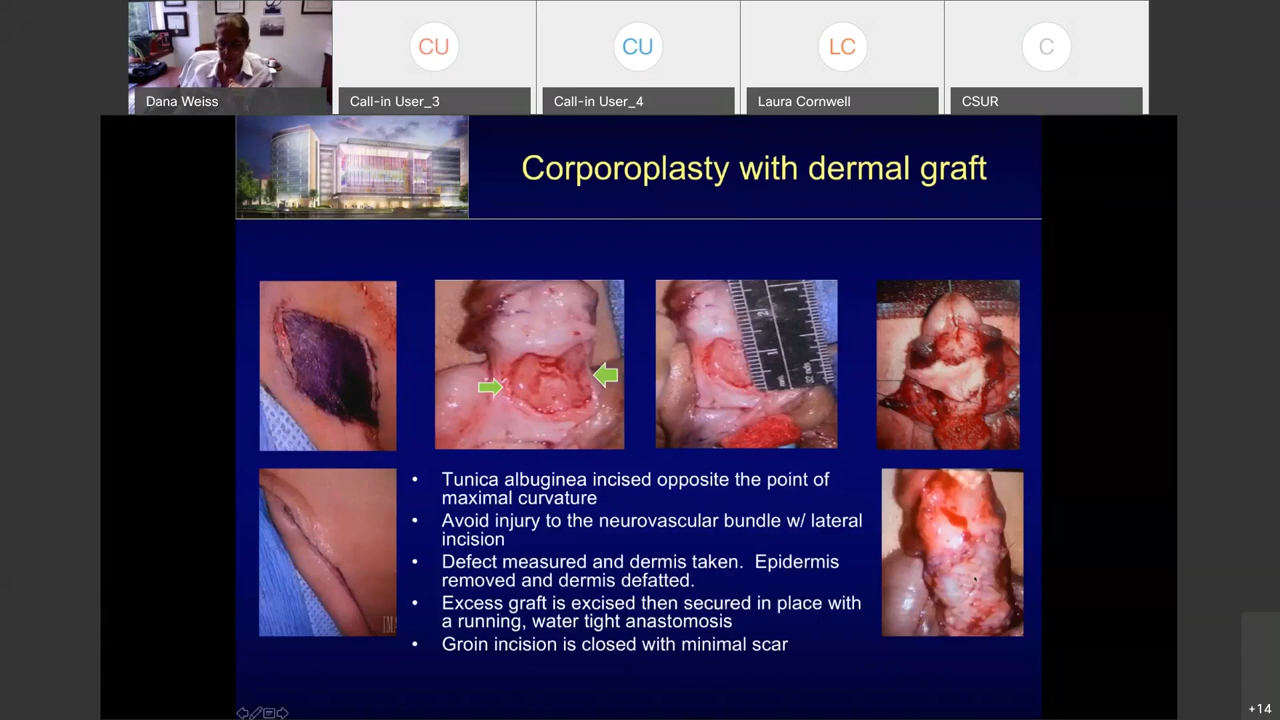 CU
CU
LC
C
Dana Weiss
Call-in User_3
Call-in User_4
Laura Cornwell
CSUR
Corporoplasty with dermal graft
• Tunica albuginea incised opposite the point of
maximal curvature
• Avoid injury to the neurovascular bundle w/ lateral
incision
• Defect measured and dermis taken. Epidermis
removed and dermis defatted.
• Excess graft is excised then secured in place with
a running, water tight anastomosis
• Groin incision is closed with minimal scar
+14